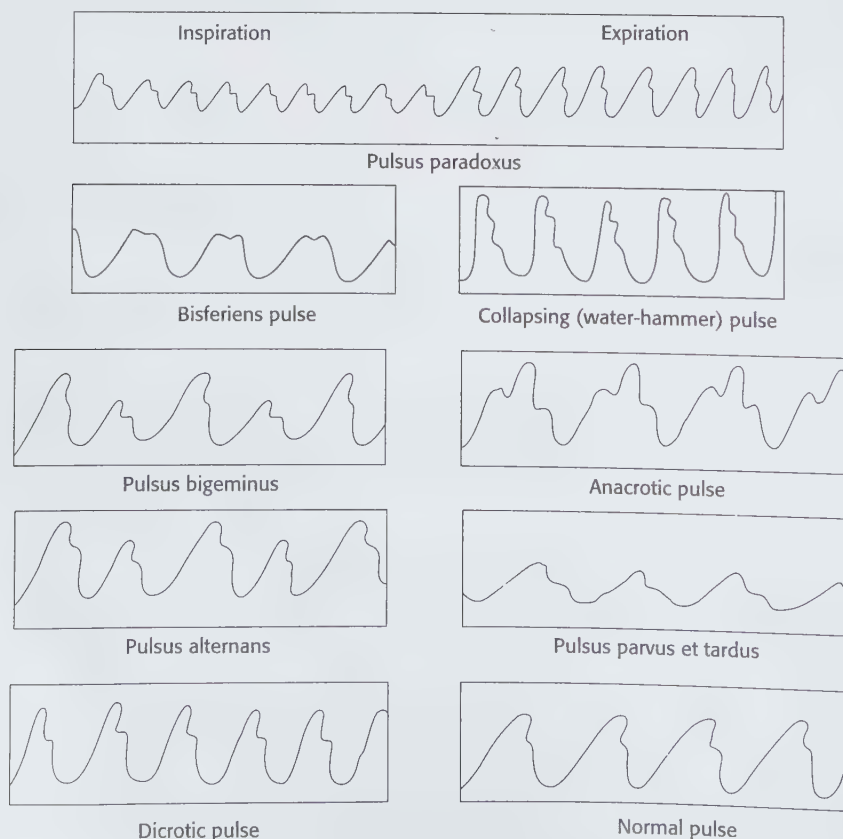 Inspiration Expiration
Pulsus paradoxus
Bisferiens pulse Collapsing (water-hammer) pulse
Pulsus bigeminus Anacrotic pulse
Pulsus alternans Pulsus parvus et tardus
Dicrotic pulse Normal pulse